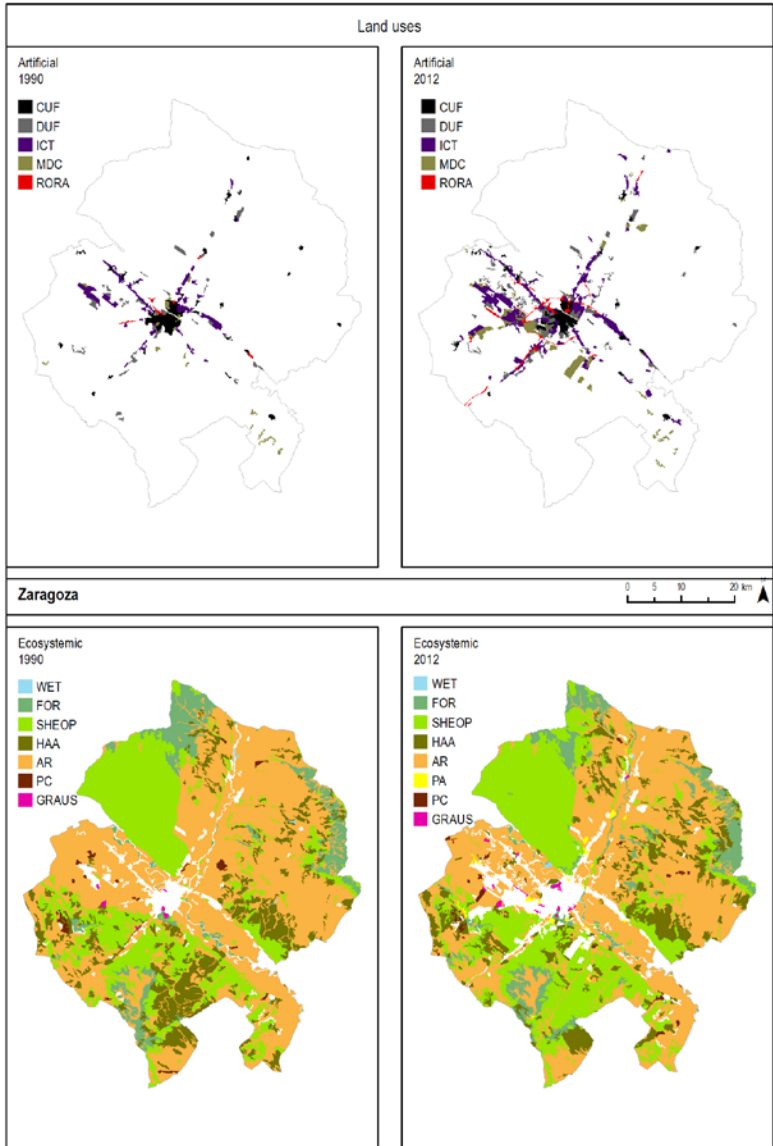 Land uses
Artificial
1990
CUF
DUF
ICT
MDC
RORA
Artificial
2012
CUF
DUF
ICT
MDC
RORA
Zaragoza
0 5 10 20 km
Ecosystemic
1990
WET
FOR
SHEOP
HAA
AR
PC
GRAUS
Ecosystemic
2012
WET
FOR
SHEOP
HAA
AR
PA
PC
GRAUS